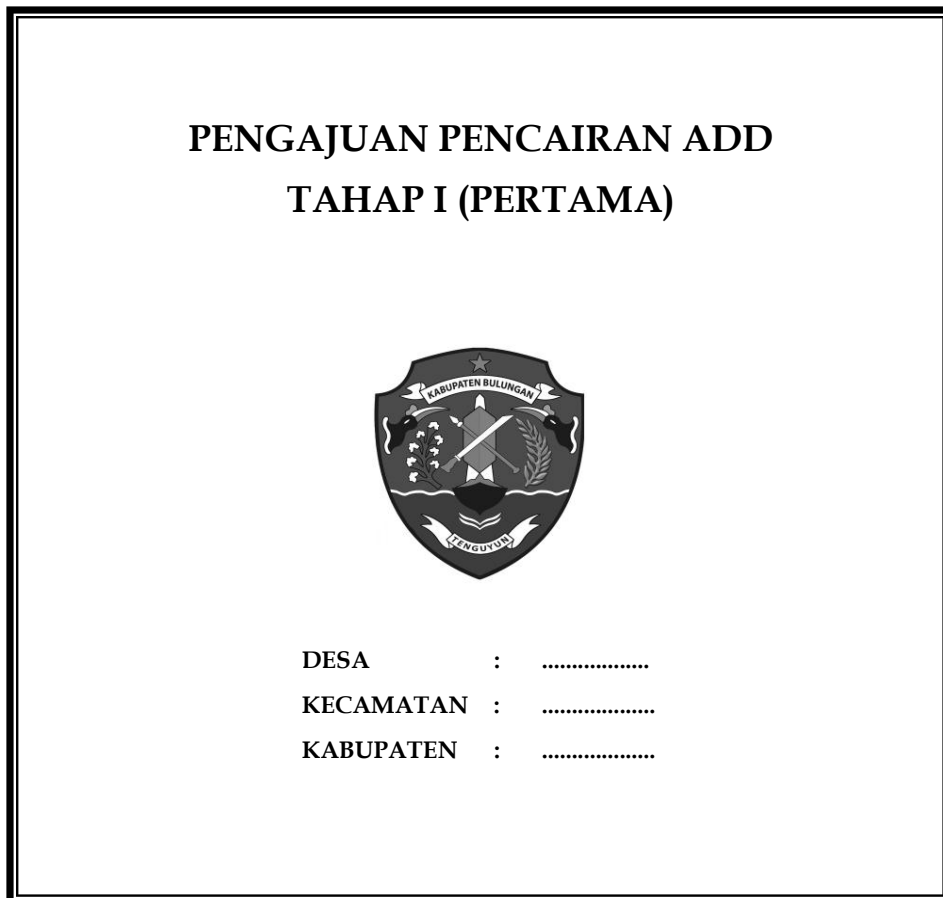 PENGAJUAN PENCAIRAN ADD
TAHAP I (PERTAMA)
KABUPATEN BULUNGAN
TENGUYUN
DESA : ..................
KECAMATAN : ...................
KABUPATEN : ...................